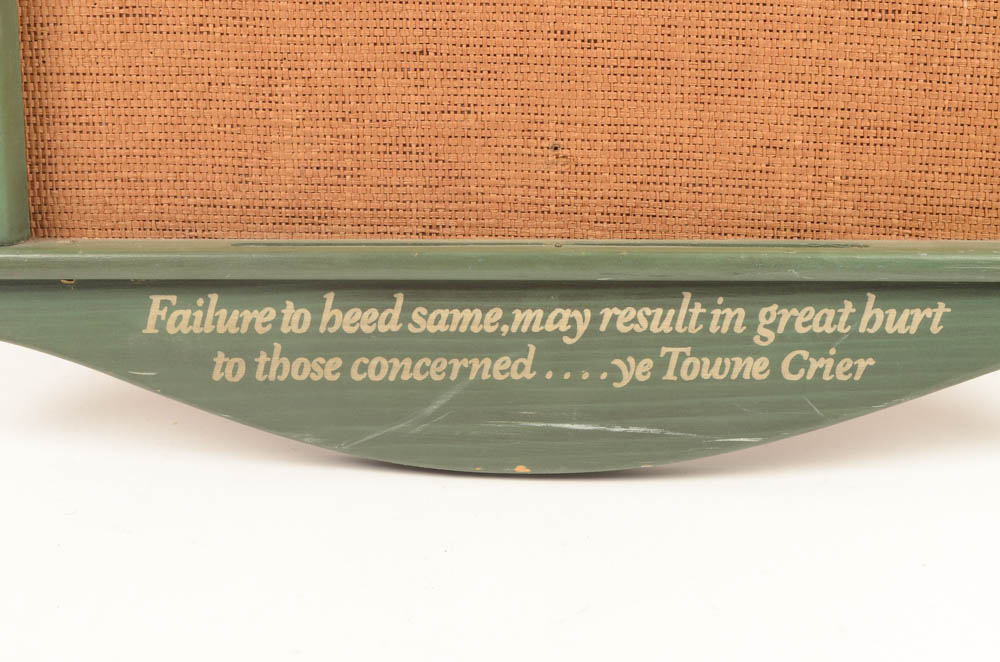 Failure to heed same, may result in great hurt
to those concerned . . . . ye Towne Crier